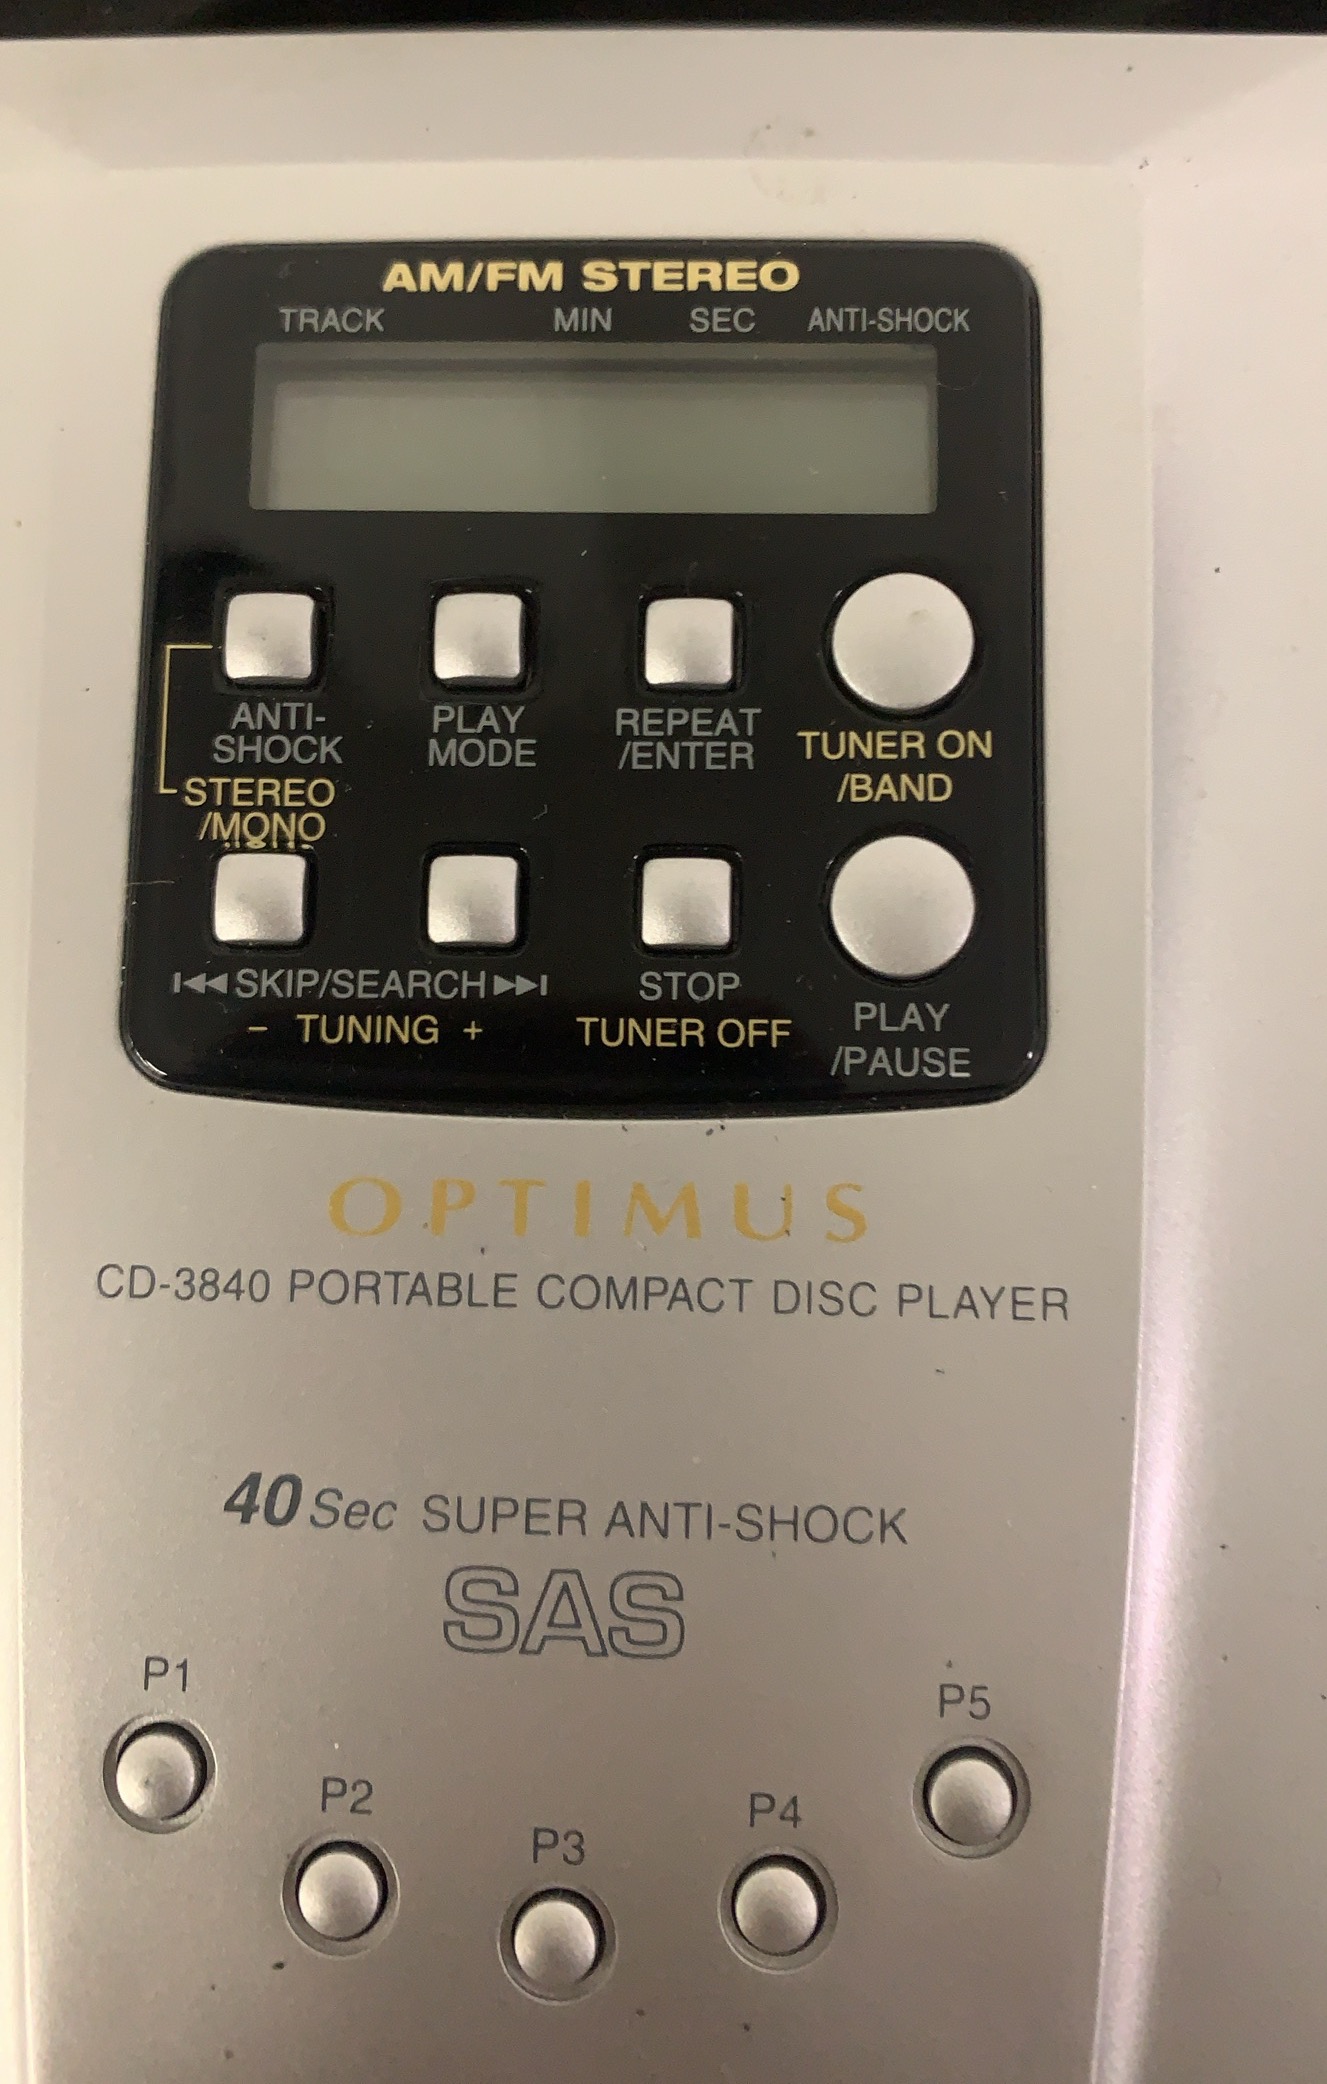 AM/FM STEREO
TRACK MIN SEC ANTI-SHOCK
ANTI-
SHOCK
STEREO
/MONO
PLAY
MODE
REPEAT
/ENTER
TUNER ON
/BAND
SKIP/SEARCH
- TUNING +
STOP
TUNER OFF
PLAY
/PAUSE
OPTIMUS
CD-3840 PORTABLE COMPACT DISC PLAYER
40 Sec SUPER ANTI-SHOCK
SAS
P1
P2
P3
P4
P5